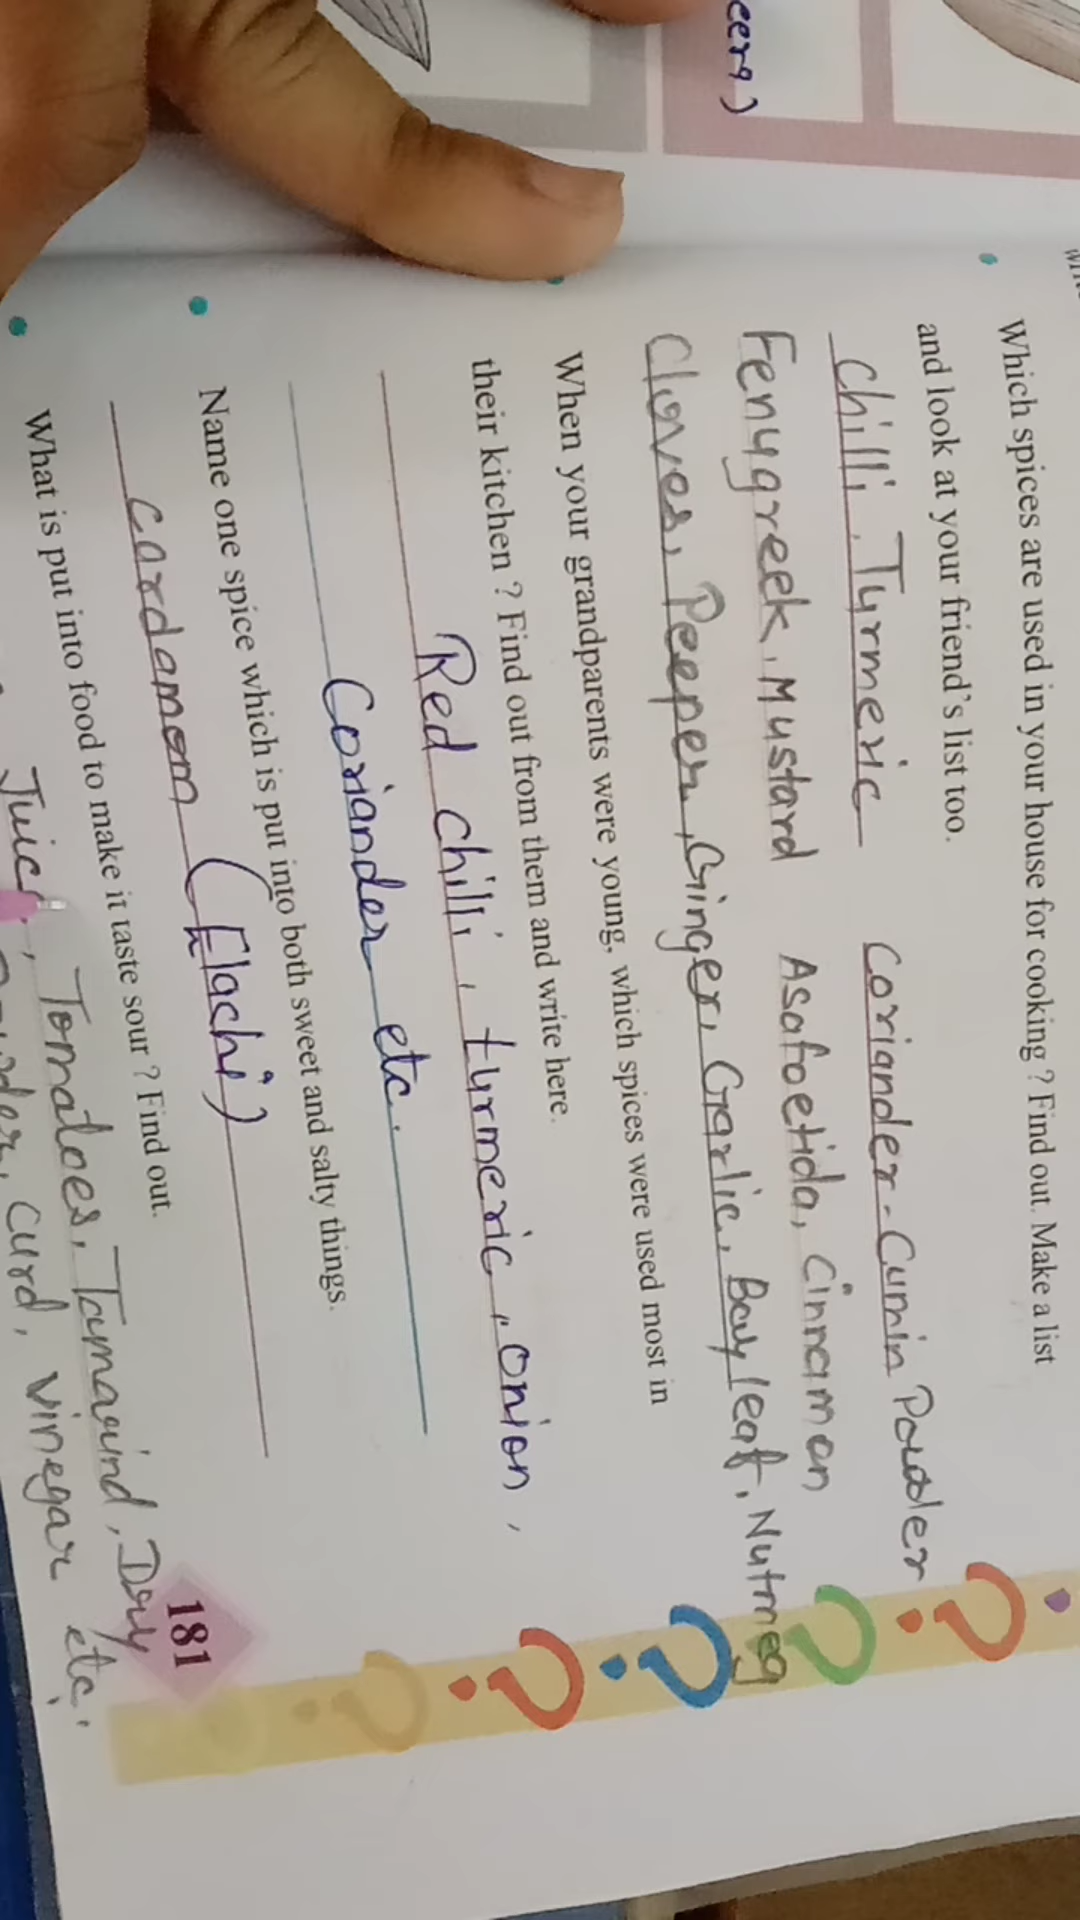 eera)
Which spices are used in your house for cooking ? Find out. Make a list
and look at your friend's list too.
Chilli, Turmeric Coriander-Cumin Powder
Fenugreek, Mustard Asafoetida, Cinnamon
Cloves, Peeper, Ginger, Garlic, Bay leaf, Nutmeg
When your grandparents were young, which spices were used most in
their kitchen ? Find out from them and write here.
Red chilli, turmeric, onion,
Coriander etc.
Name one spice which is put into both sweet and salty things.
cardamom (Elachi)
What is put into food to make it taste sour ? Find out.
Tomatoes, Tamarind, Dry
Curd, vinegar etc.
181